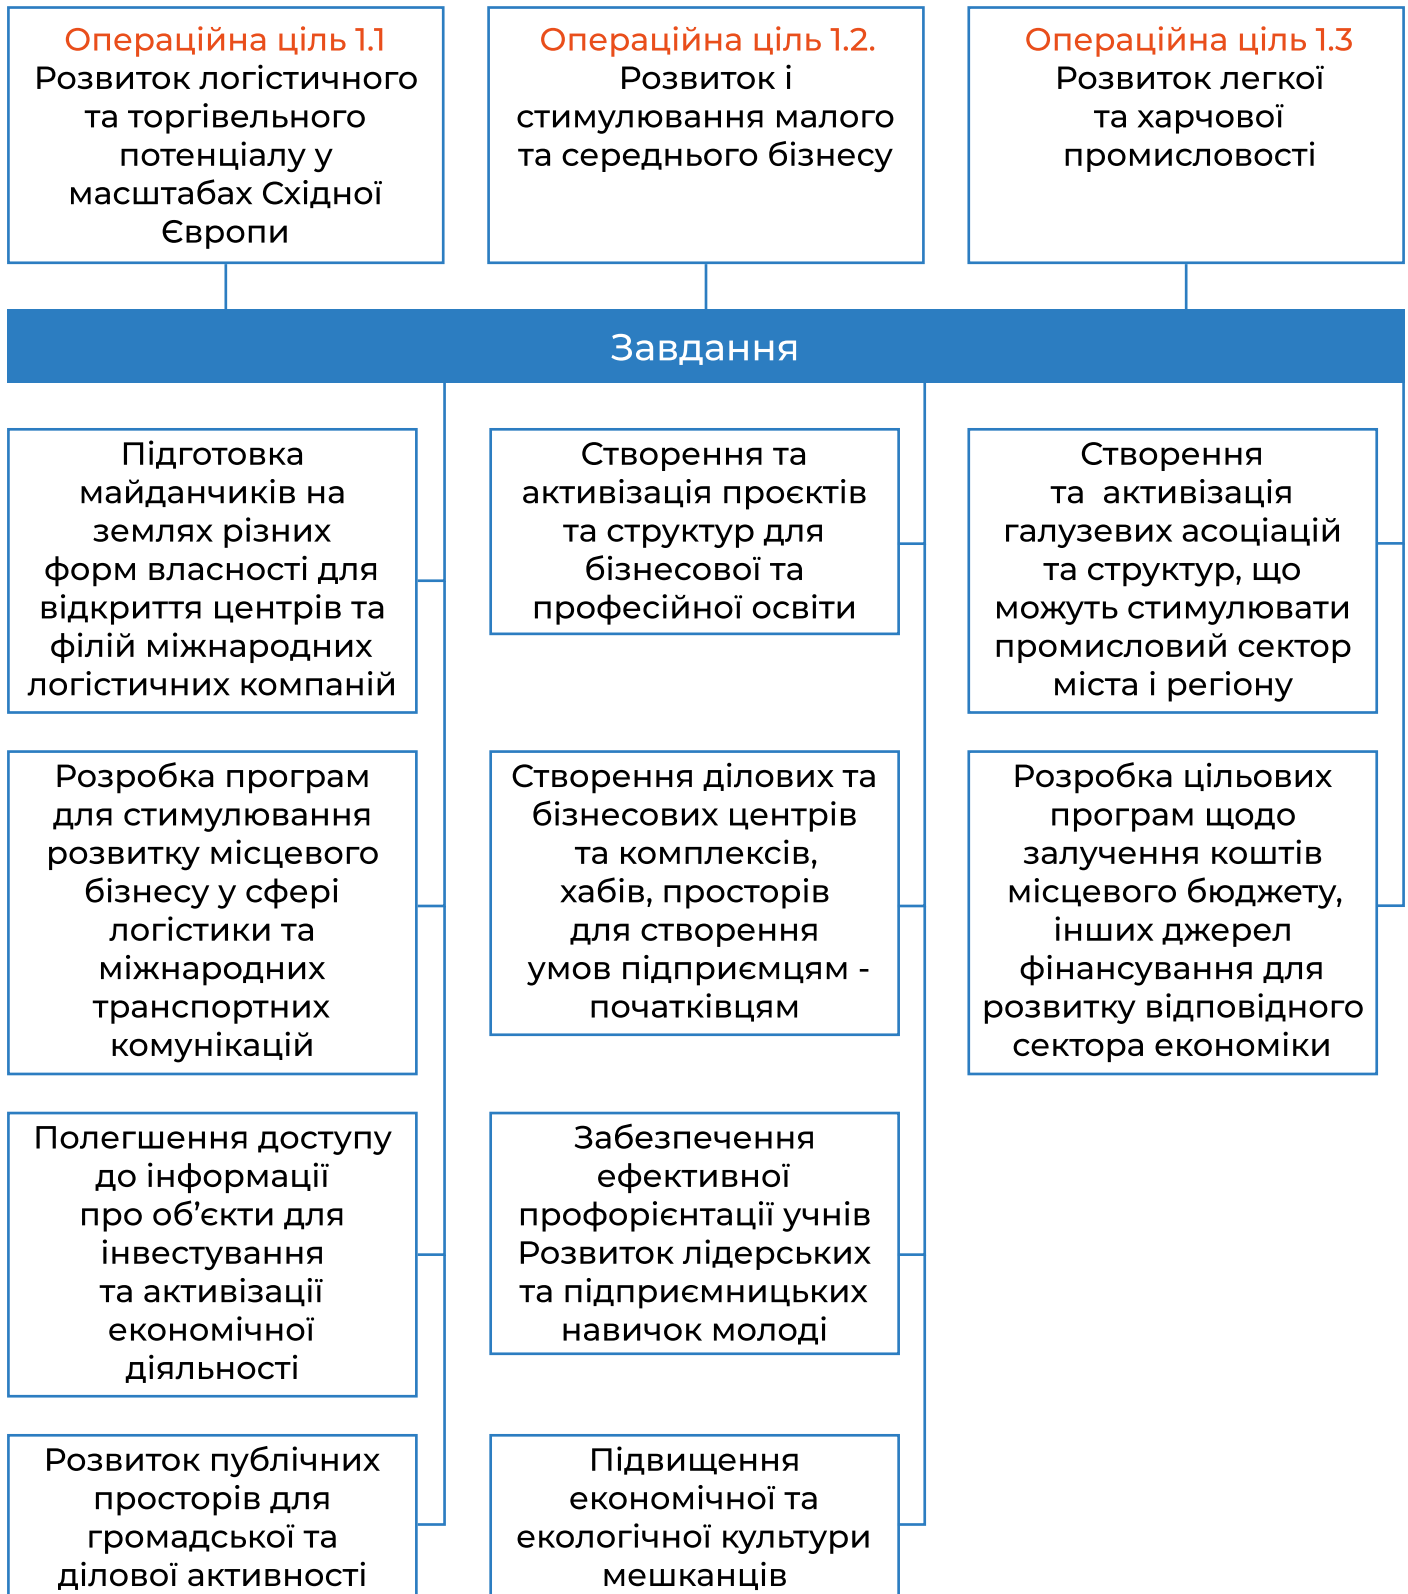 Операційна ціль 1.1
Розвиток логістичного
та торгівельного
потенціалу у
масштабах Східної
Європи
Операційна ціль 1.2.
Розвиток і
стимулювання малого
та середнього бізнесу
Операційна ціль 1.3
Розвиток легкої
та харчової
промисловості
Завдання
Підготовка
майданчиків на
землях різних
форм власності для
відкриття центрів та
філій міжнародних
логістичних компаній
Створення та
активізація проєктів
та структур для
бізнесової та
професійної освіти
Створення
та активізація
галузевих асоціацій
та структур, що
можуть стимулювати
промисловий сектор
міста і регіону
Розробка програм
для стимулювання
розвитку місцевого
бізнесу у сфері
логістики та
міжнародних
транспортних
комунікацій
Створення ділових та
бізнесових центрів
та комплексів,
хабів, просторів
для створення
умов підприємцям -
початківцям
Розробка цільових
програм щодо
залучення коштів
місцевого бюджету,
інших джерел
фінансування для
розвитку відповідного
сектора економіки
Полегшення доступу
до інформації
про об’єкти для
інвестування
та активізації
економічної
діяльності
Забезпечення
ефективної
профорієнтації учнів
Розвиток лідерських
та підприємницьких
навичок молоді
Розвиток публічних
просторів для
громадської та
ділової активності
Підвищення
економічної та
екологічної культури
мешканців